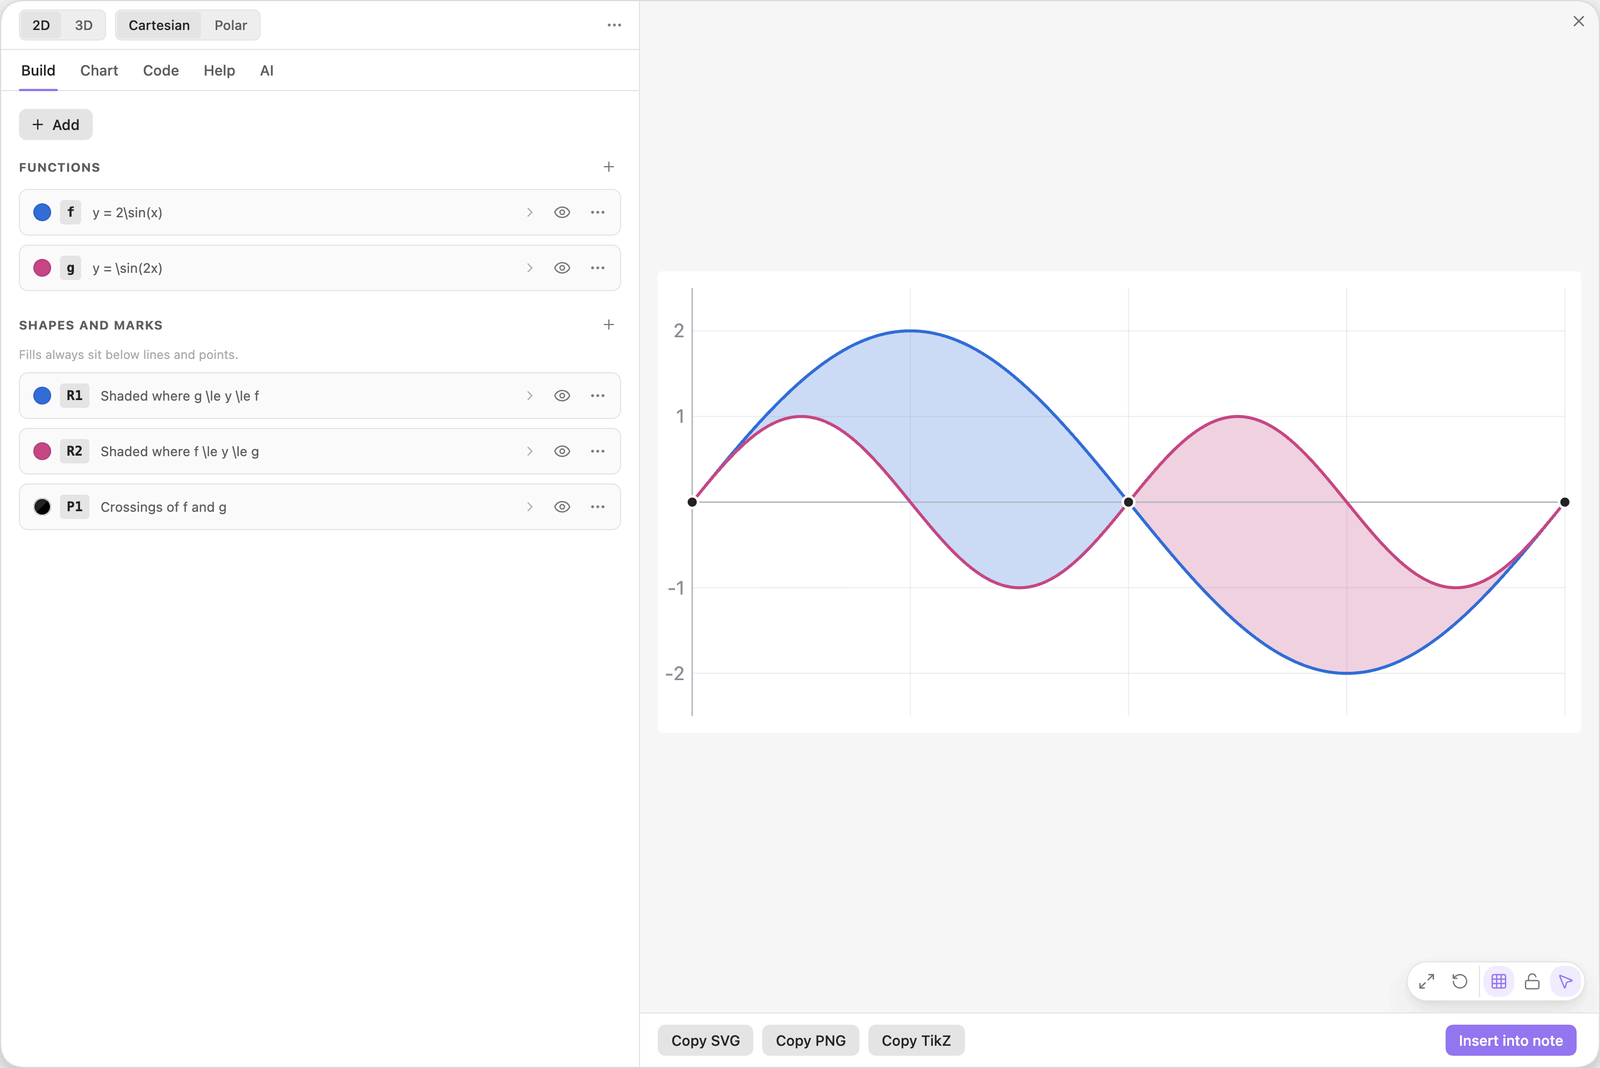 2D 3D Cartesian Polar
Build Chart Code Help AI
+ Add
FUNCTIONS
f y = 2\sin(x)
g y = \sin(2x)
SHAPES AND MARKS
Fills always sit below lines and points.
R1 Shaded where g \le y \le f
R2 Shaded where f \le y \le g
P1 Crossings of f and g
2
1
-1
-2
Copy SVG Copy PNG Copy TikZ Insert into note